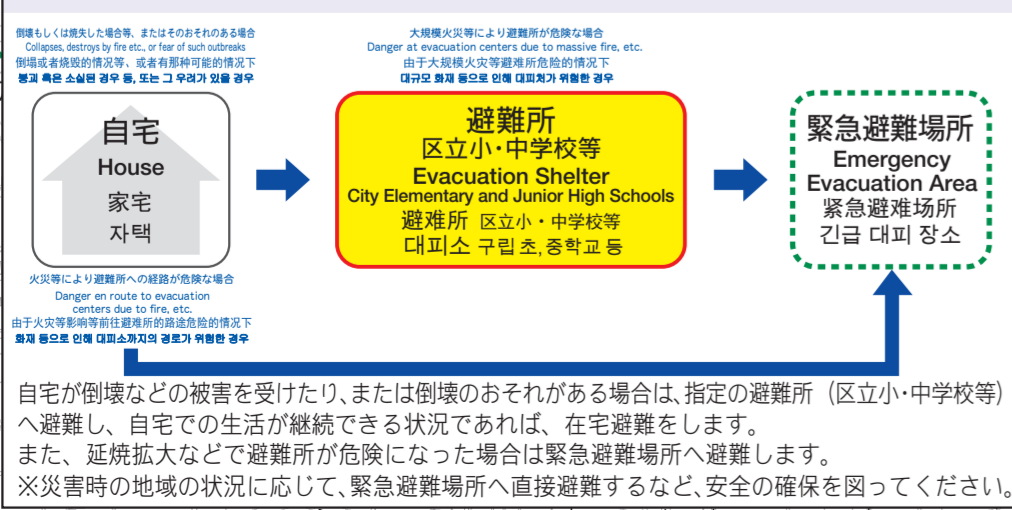 倒壊もしくは焼失した場合等、またはそのおそれのある場合
Collapses, destroys by fire etc., or fear of such outbreaks
倒塌或者烧毁的情况等、或者有那种可能的情况下
붕괴 혹은 소실된 경우 등, 또는 그 우려가 있을 경우
自宅
House
家宅
자택
火災等により避難所への経路が危険な場合
Danger en route to evacuation
centers due to fire, etc.
由于火灾等影响等前往避难所的路途危险的情况下
화재 등으로 인해 대피소까지의 경로가 위험한 경우
大規模火災等により避難所が危険な場合
Danger at evacuation centers due to massive fire, etc.
由于大规模火灾等避难所危险的情况下
대규모 화재 등으로 인해 대피처가 위험한 경우
避難所
区立小・中学校等
Evacuation Shelter
City Elementary and Junior High Schools
避难所 区立小・中学校等
대피소 구립 초, 중학교 등
緊急避難場所
Emergency
Evacuation Area
紧急避难场所
긴급 대피 장소
自宅が倒壊などの被害を受けたり、または倒壊のおそれがある場合は、指定の避難所（区立小・中学校等）
へ避難し、自宅での生活が継続できる状況であれば、在宅避難をします。
また、延焼拡大などで避難所が危険になった場合は緊急避難場所へ避難します。
※災害時の地域の状況に応じて、緊急避難場所へ直接避難するなど、安全の確保を図ってください。